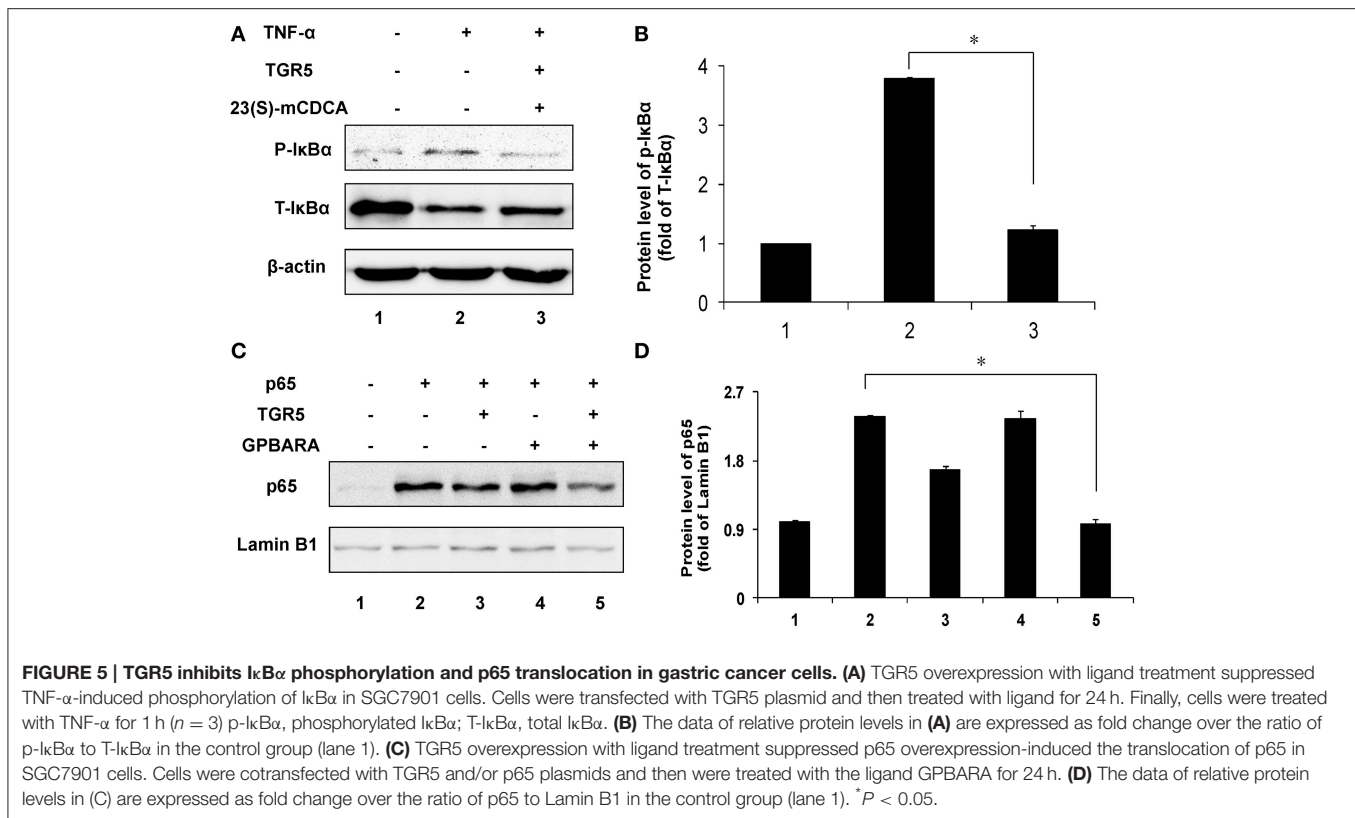 A
TNF-α - + +
TGR5 - - +
23(S)-mCDCA - - +
P-IκBα
T-IκBα
β-actin
1 2 3
B
*
Protein level of p-IκBα
(fold of T-IκBα)
4
3
2
1
0
1 2 3
C
p65 - + + + +
TGR5 - - + - +
GPBARA - - - + +
p65
Lamin B1
1 2 3 4 5
D
*
Protein level of p65
(fold of Lamin B1)
2.7
1.8
0.9
0
1 2 3 4 5
FIGURE 5 | TGR5 inhibits IκBα phosphorylation and p65 translocation in gastric cancer cells. (A) TGR5 overexpression with ligand treatment suppressed
TNF-α-induced phosphorylation of IκBα in SGC7901 cells. Cells were transfected with TGR5 plasmid and then treated with ligand for 24 h. Finally, cells were treated
with TNF-α for 1 h (n = 3) p-IκBα, phosphorylated IκBα; T-IκBα, total IκBα. (B) The data of relative protein levels in (A) are expressed as fold change over the ratio of
p-IκBα to T-IκBα in the control group (lane 1). (C) TGR5 overexpression with ligand treatment suppressed p65 overexpression-induced the translocation of p65 in
SGC7901 cells. Cells were cotransfected with TGR5 and/or p65 plasmids and then were treated with the ligand GPBARA for 24 h. (D) The data of relative protein
levels in (C) are expressed as fold change over the ratio of p65 to Lamin B1 in the control group (lane 1). *P < 0.05.